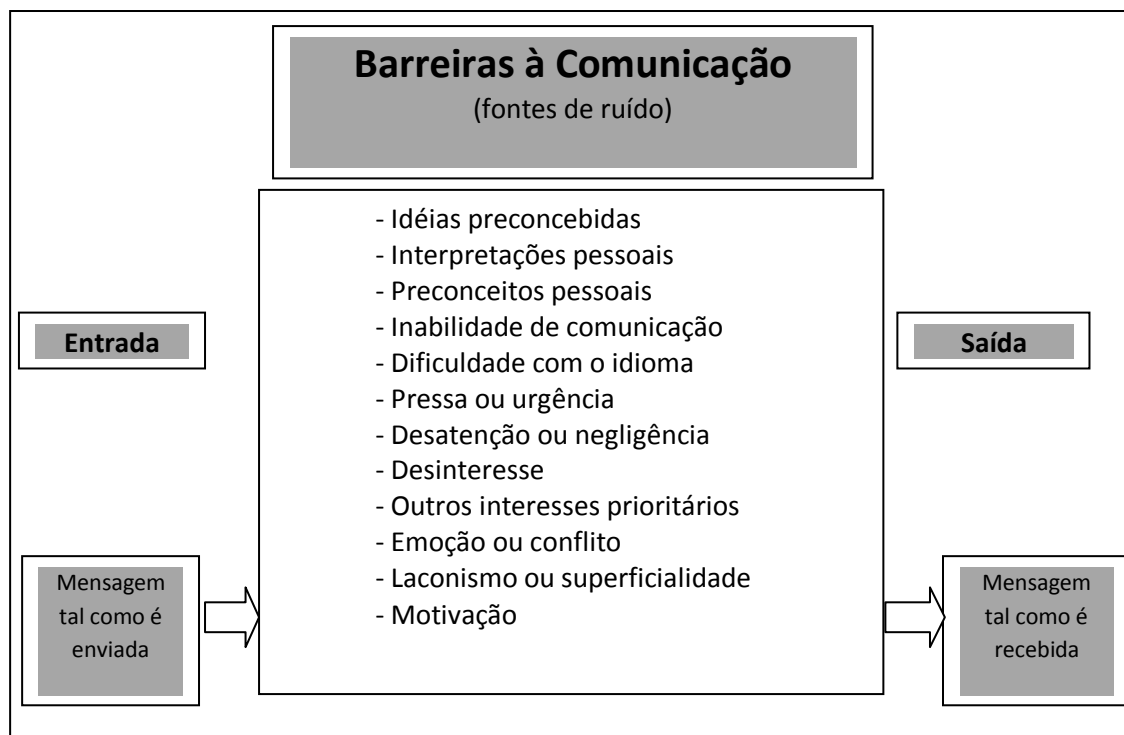 Barreiras à Comunicação
(fontes de ruído)
- Idéias preconcebidas
- Interpretações pessoais
- Preconceitos pessoais
- Inabilidade de comunicação
- Dificuldade com o idioma
- Pressa ou urgência
- Desatenção ou negligência
- Desinteresse
- Outros interesses prioritários
- Emoção ou conflito
- Laconismo ou superficialidade
- Motivação
Entrada
Mensagem
tal como é
enviada
Saída
Mensagem
tal como é
recebida